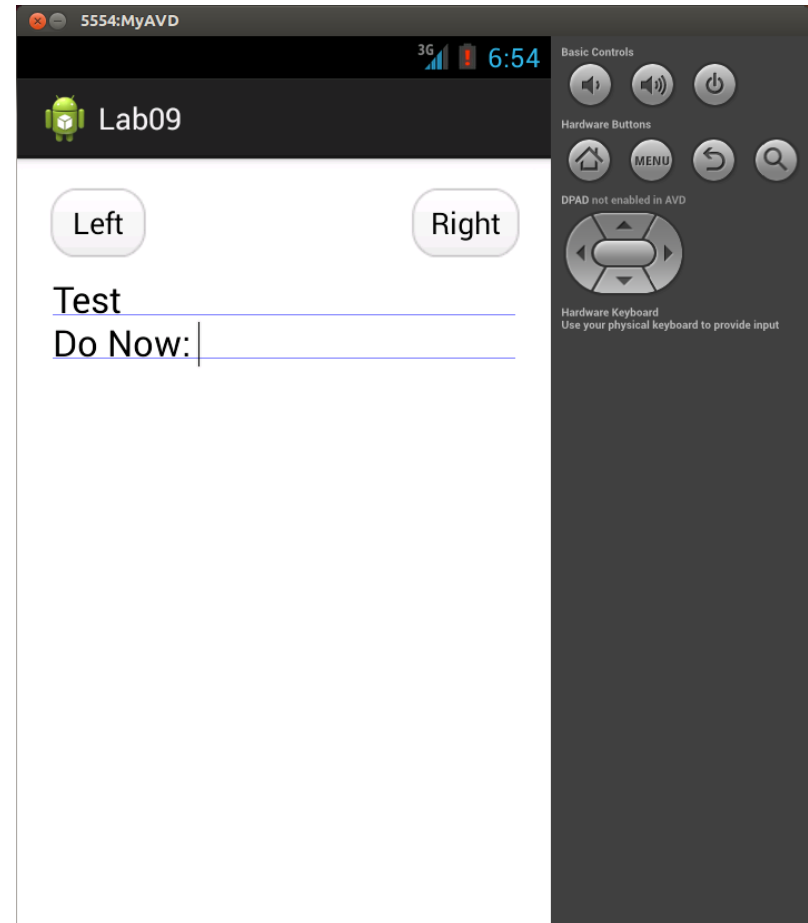 5554:MyAVD
3G 6:54
Lab09
Left Right
Test
Do Now:
Basic Controls
Hardware Buttons
MENU
DPAD not enabled in AVD
Hardware Keyboard
Use your physical keyboard to provide input